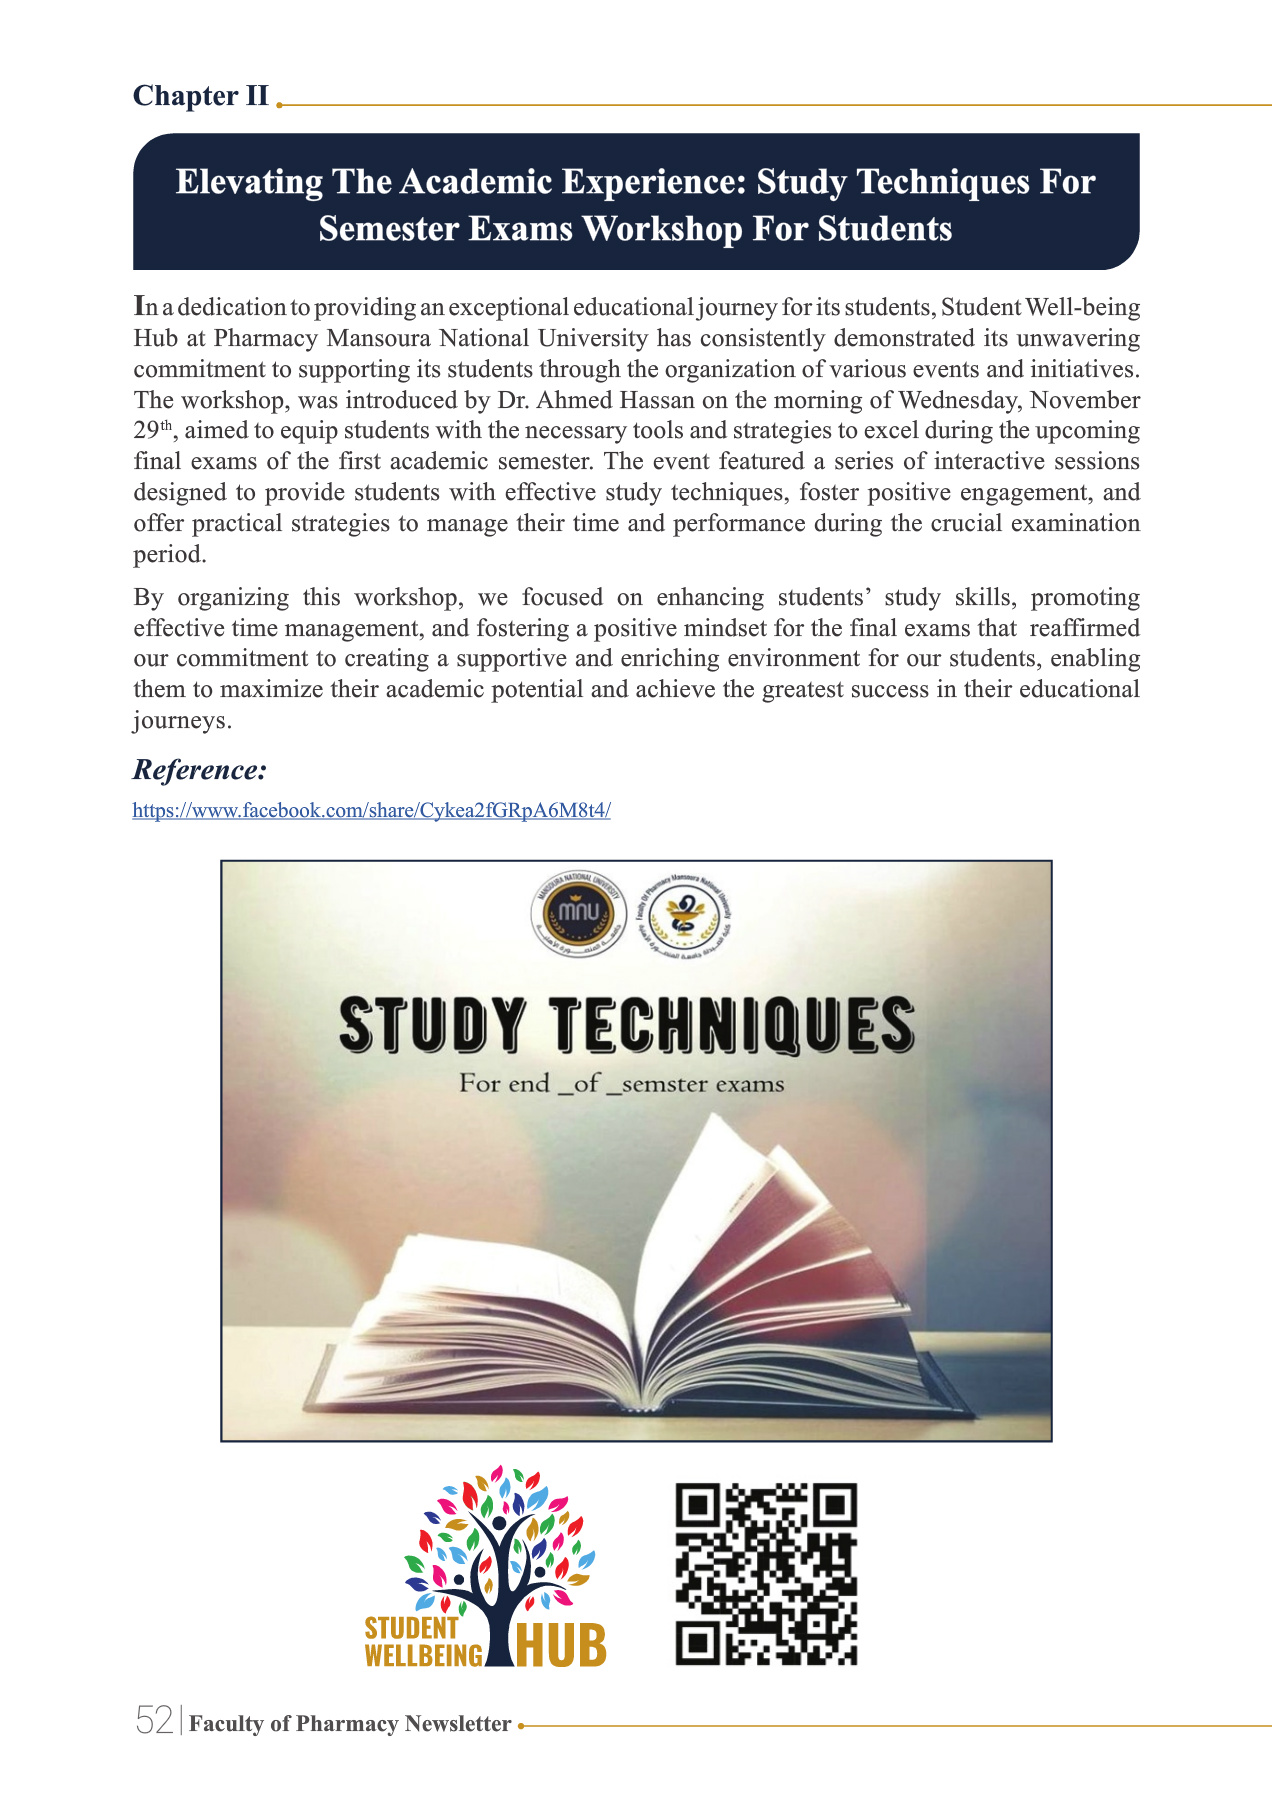 Chapter II
Elevating The Academic Experience: Study Techniques For
Semester Exams Workshop For Students
In a dedication to providing an exceptional educational journey for its students, Student Well-being
Hub at Pharmacy Mansoura National University has consistently demonstrated its unwavering
commitment to supporting its students through the organization of various events and initiatives.
The workshop, was introduced by Dr. Ahmed Hassan on the morning of Wednesday, November
29th, aimed to equip students with the necessary tools and strategies to excel during the upcoming
final exams of the first academic semester. The event featured a series of interactive sessions
designed to provide students with effective study techniques, foster positive engagement, and
offer practical strategies to manage their time and performance during the crucial examination
period.
By organizing this workshop, we focused on enhancing students’ study skills, promoting
effective time management, and fostering a positive mindset for the final exams that reaffirmed
our commitment to creating a supportive and enriching environment for our students, enabling
them to maximize their academic potential and achieve the greatest success in their educational
journeys.
Reference:
https://www.facebook.com/share/Cykea2fGRpA6M8t4/
MANSOURA NATIONAL UNIVERSITY
mnu
Faculty Of Pharmacy Mansoura National University
STUDY TECHNIQUES
For end _of _semster exams
STUDENT
WELLBEING HUB
52 Faculty of Pharmacy Newsletter